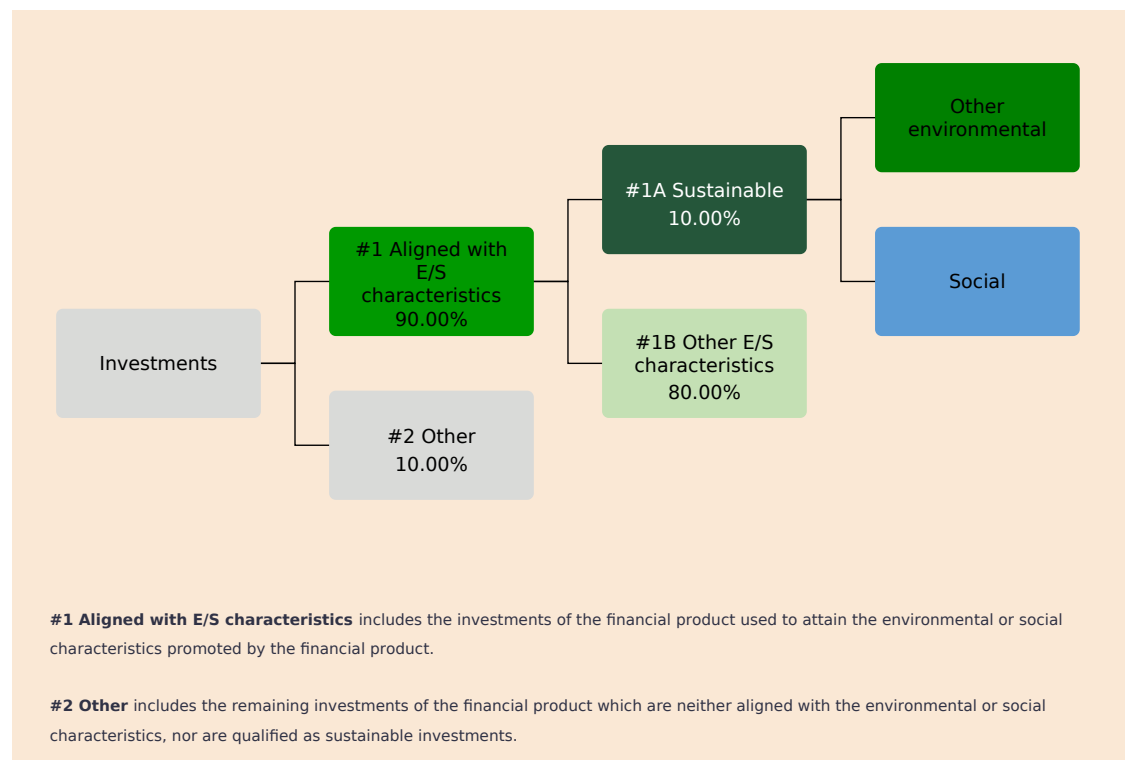 Other
environmental
#1A Sustainable
10.00%
#1 Aligned with
E/S
characteristics
90.00%
Social
Investments
#1B Other E/S
characteristics
80.00%
#2 Other
10.00%
#1 Aligned with E/S characteristics includes the investments of the financial product used to attain the environmental or social
characteristics promoted by the financial product.
#2 Other includes the remaining investments of the financial product which are neither aligned with the environmental or social
characteristics, nor are qualified as sustainable investments.